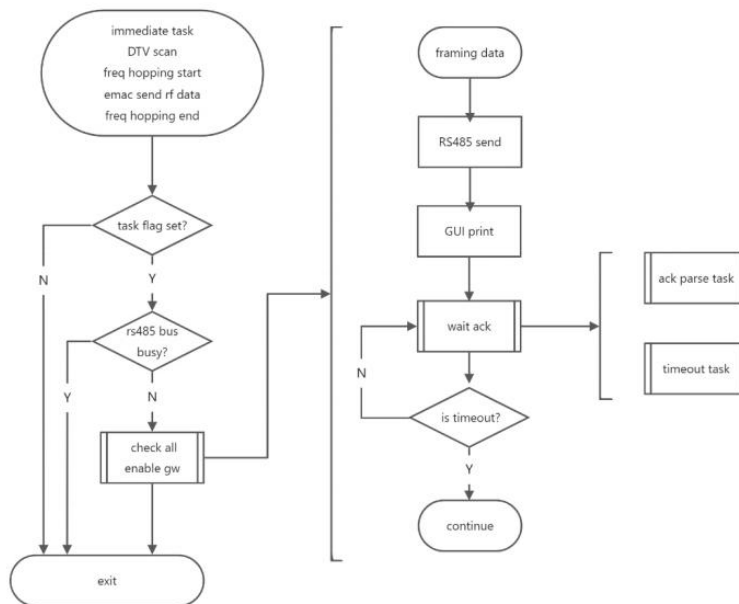 immediate task
DTV scan
freq hopping start
emac send rf data
freq hopping end
task flag set?
N
Y
rs485 bus
busy?
Y
N
check all
enable gw
exit
framing data
RS485 send
GUI print
wait ack
N
is timeout?
Y
continue
ack parse task
timeout task